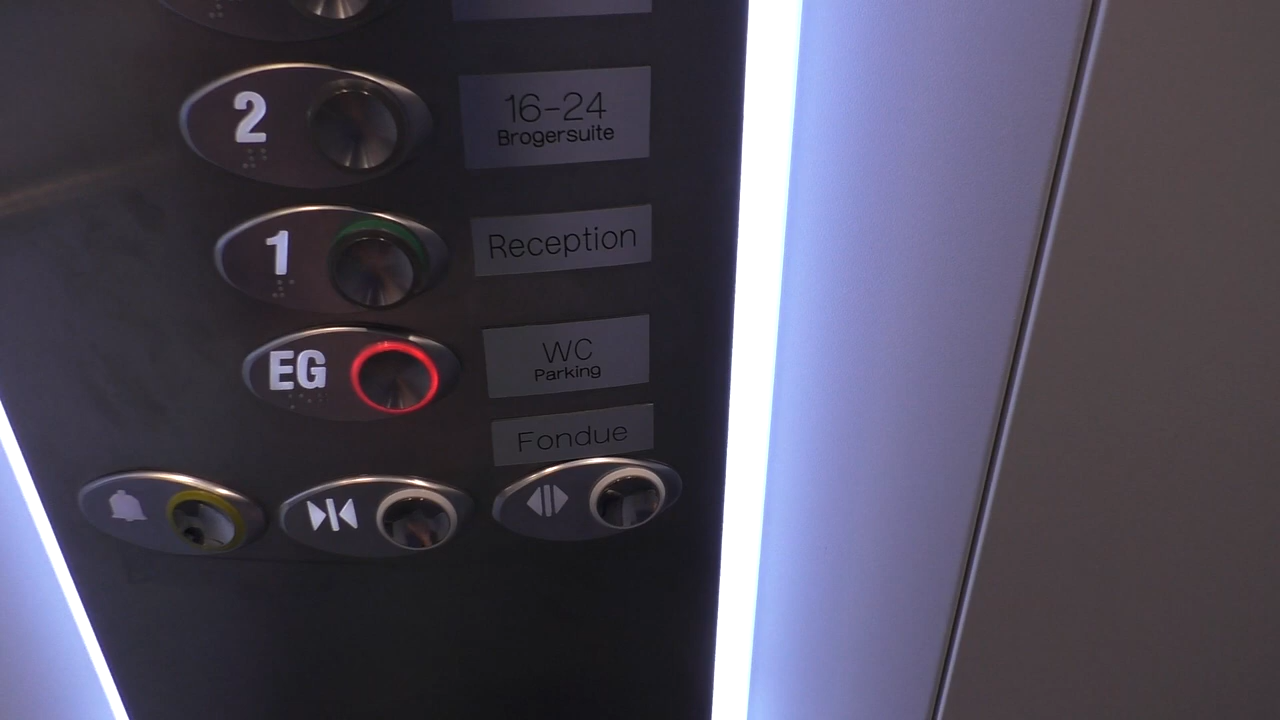 2
16-24
Brogersuite
1
Reception
EG
WC
Parking
Fondue